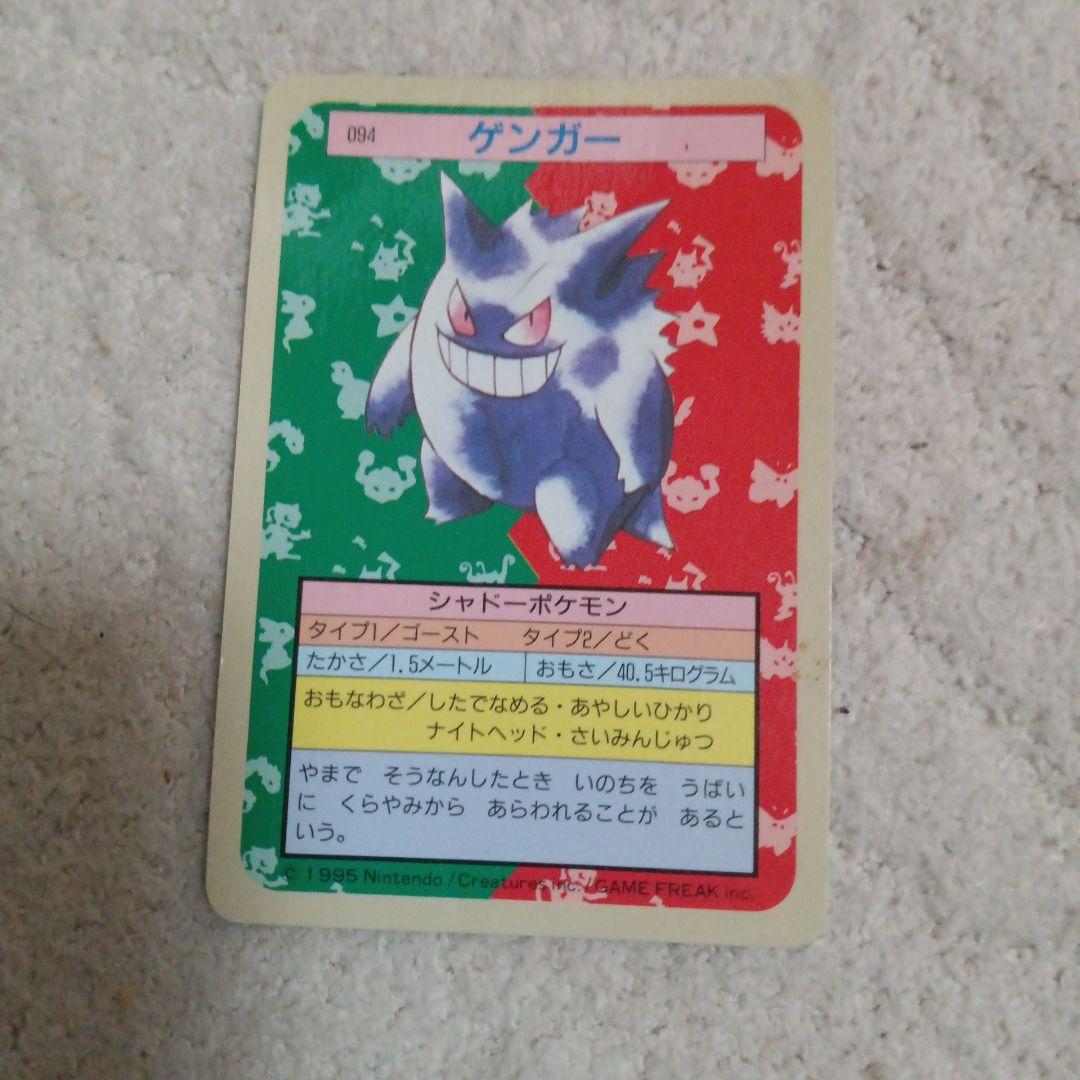 094 ゲンガー
シャドーポケモン
タイプ1／ゴースト タイプ2／どく
たかさ／1.5メートル おもさ／40.5キログラム
おもなわざ／したでなめる・あやしいひかり
ナイトヘッド・さいみんじゅつ
やまで そうなんしたとき いのちを うばい
に くらやみから あらわれることが あると
いう。
© 1995 Nintendo /Creatures inc. /GAME FREAK inc.